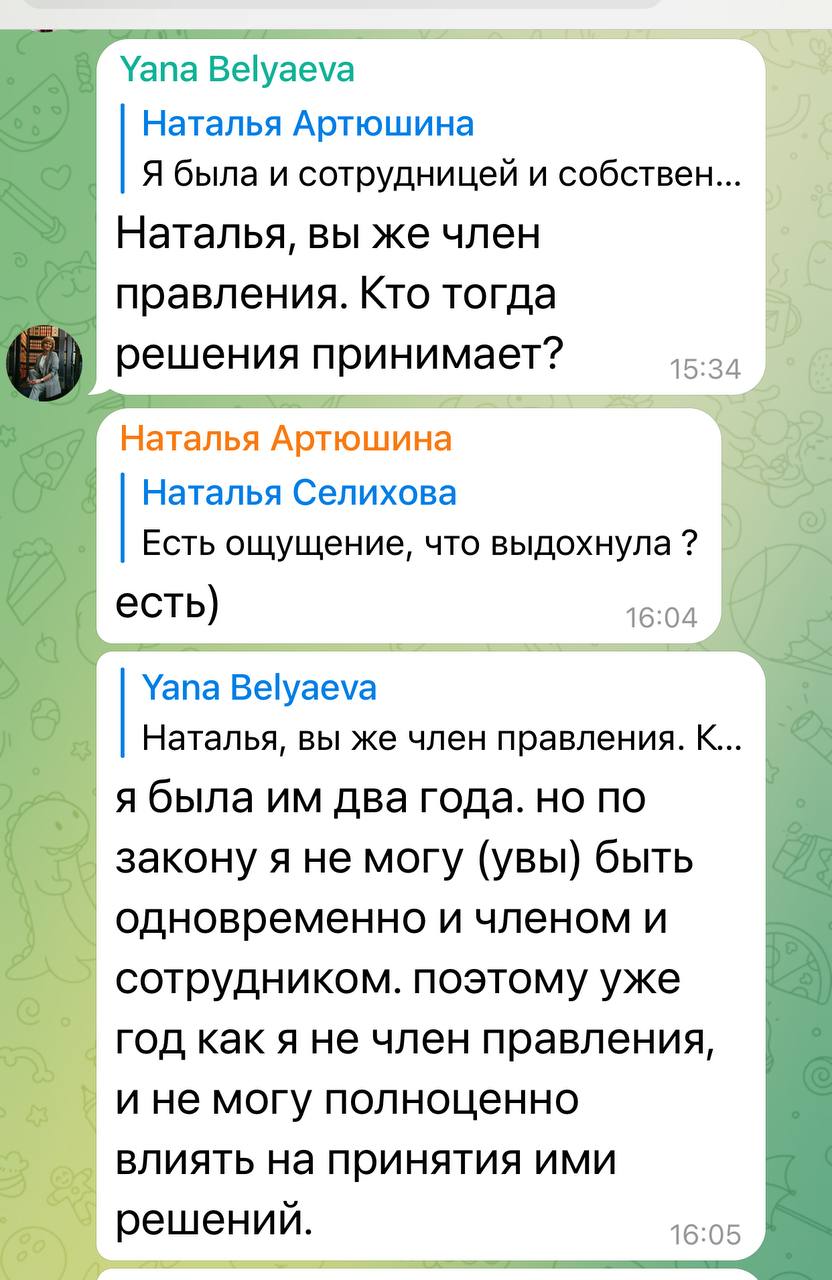 Yana Belyaeva
Наталья Артюшина
Я была и сотрудницей и собствен...
Наталья, вы же член
правления. Кто тогда
решения принимает?
15:34
Наталья Артюшина
Наталья Селихова
Есть ощущение, что выдохнула ?
есть)
16:04
Yana Belyaeva
Наталья, вы же член правления. К...
я была им два года. но по
закону я не могу (увы) быть
одновременно и членом и
сотрудником. поэтому уже
год как я не член правления,
и не могу полноценно
влиять на принятия ими
решений.
16:05